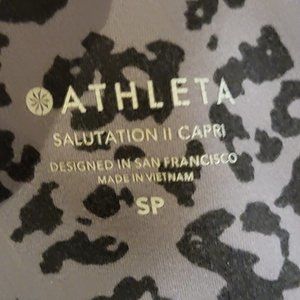 ATHLETA
SALUTATION II CAPRI
DESIGNED IN SAN FRANCISCO
MADE IN VIETNAM
SP